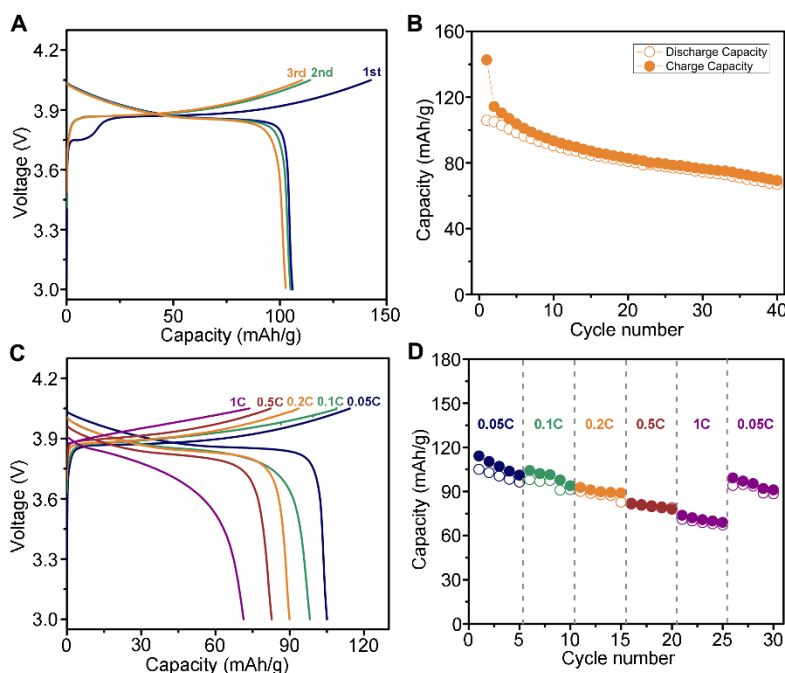 A
4.2
3.9
3.6
3.3
3.0
Voltage (V)
3rd 2nd 1st
0 50 100 150
Capacity (mAh/g)
B
160
120
80
40
0
Capacity (mAh/g)
Discharge Capacity
Charge Capacity
0 10 20 30 40
Cycle number
C
4.2
3.9
3.6
3.3
3.0
Voltage (V)
1C 0.5C 0.2C 0.1C 0.05C
0 30 60 90 120
Capacity (mAh/g)
D
180
150
120
90
60
30
0
Capacity (mAh/g)
0.05C 0.1C 0.2C 0.5C 1C 0.05C
0 5 10 15 20 25 30
Cycle number